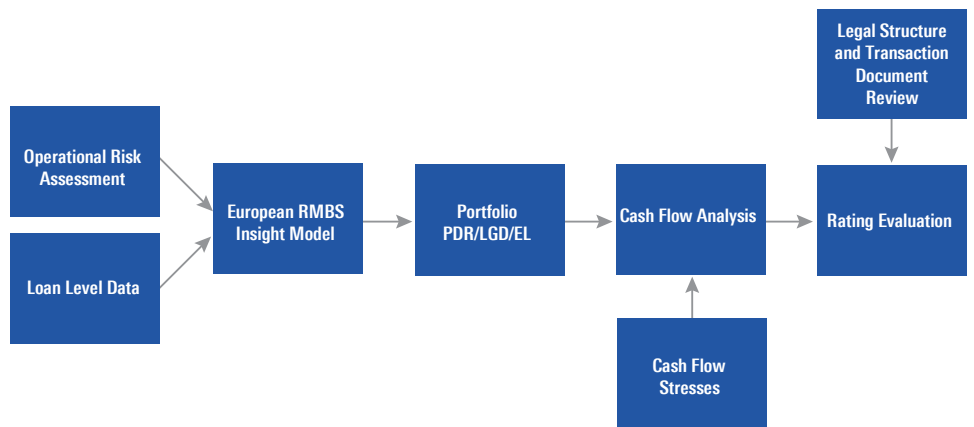 Legal Structure
and Transaction
Document
Review
Operational Risk
Assessment
European RMBS
Insight Model
Portfolio
PDR/LGD/EL
Cash Flow Analysis
Rating Evaluation
Loan Level Data
Cash Flow
Stresses